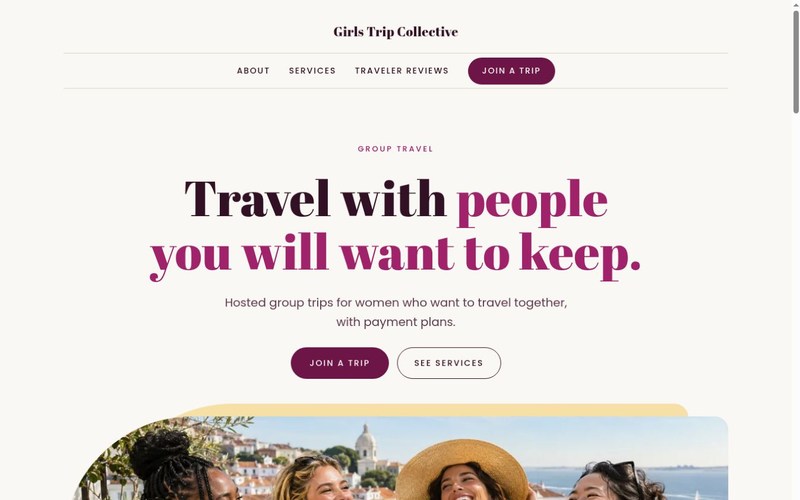 Girls Trip Collective
ABOUT
SERVICES
TRAVELER REVIEWS
JOIN A TRIP
GROUP TRAVEL
Travel with people
you will want to keep.
Hosted group trips for women who want to travel together,
with payment plans.
JOIN A TRIP
SEE SERVICES